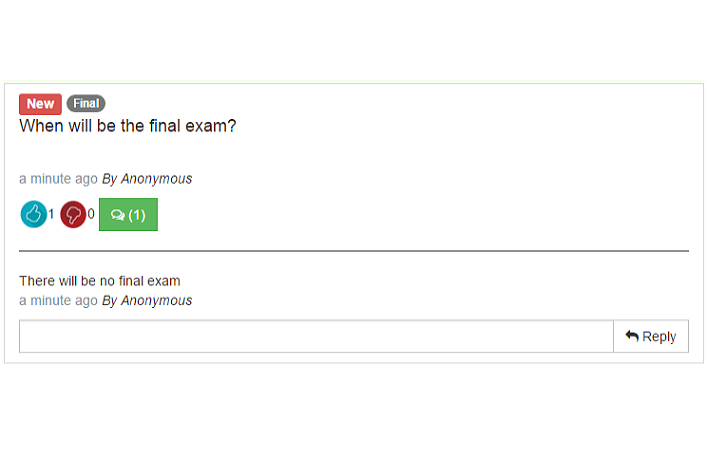 New Final
When will be the final exam?
a minute ago By Anonymous
1 0 (1)
There will be no final exam
a minute ago By Anonymous
Reply